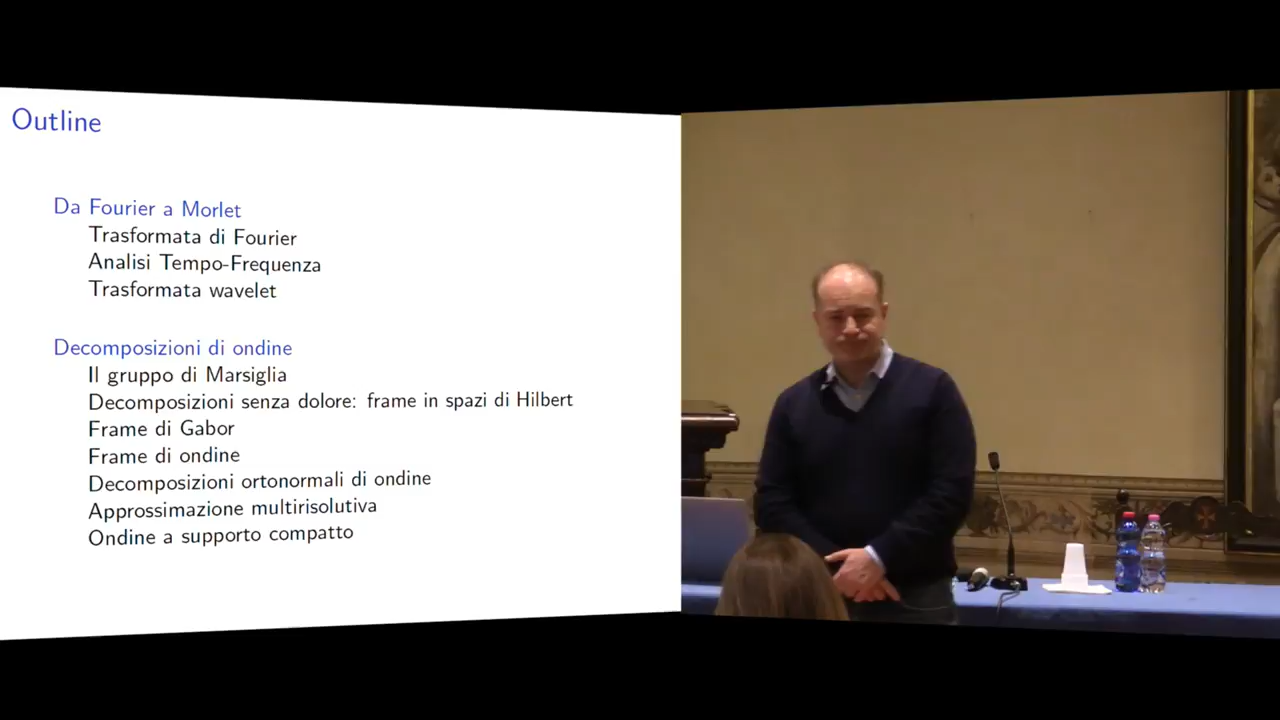 Outline
Da Fourier a Morlet
Trasformata di Fourier
Analisi Tempo-Frequenza
Trasformata wavelet
Decomposizioni di ondine
Il gruppo di Marsiglia
Decomposizioni senza dolore: frame in spazi di Hilbert
Frame di Gabor
Frame di ondine
Decomposizioni ortonormali di ondine
Approssimazione multirisolutiva
Ondine a supporto compatto